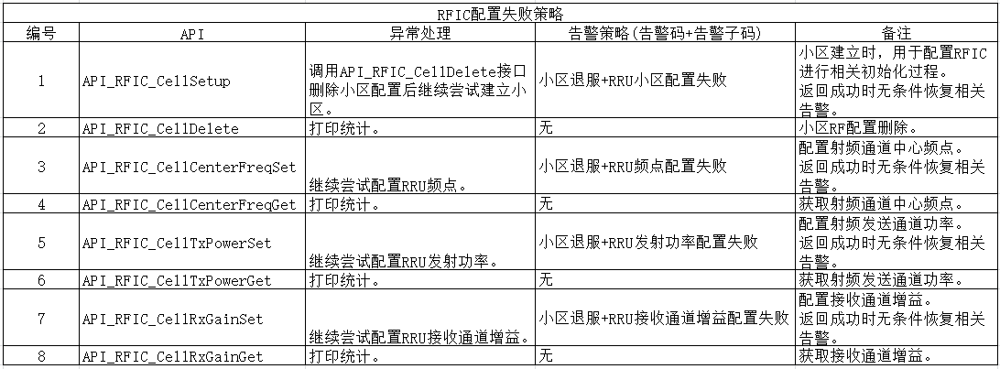 RFIC配置失败策略
编号 API 异常处理 告警策略(告警码+告警子码) 备注
1 API_RFIC_CellSetup 调用API_RFIC_CellDelete接口
删除小区配置后继续尝试建立小
区。 小区退服+RRU小区配置失败 小区建立时，用于配置RFIC
进行相关初始化过程。
返回成功时无条件恢复相关
告警。
2 API_RFIC_CellDelete 打印统计。 无 小区RF配置删除。
3 API_RFIC_CellCenterFreqSet 继续尝试配置RRU频点。 小区退服+RRU频点配置失败 配置射频通道中心频点。
返回成功时无条件恢复相关
告警。
4 API_RFIC_CellCenterFreqGet 打印统计。 无 获取射频通道中心频点。
5 API_RFIC_CellTxPowerSet 继续尝试配置RRU发射功率。 小区退服+RRU发射功率配置失败 配置射频发送通道功率。
返回成功时无条件恢复相关
告警。
6 API_RFIC_CellTxPowerGet 打印统计。 无 获取射频发送通道功率。
7 API_RFIC_CellRxGainSet 继续尝试配置RRU接收通道增益。 小区退服+RRU接收通道增益配置失败 配置接收通道增益。
返回成功时无条件恢复相关
告警。
8 API_RFIC_CellRxGainGet 打印统计。 无 获取接收通道增益。